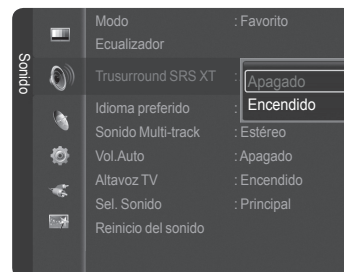 Sonido
Modo : Favorito
Ecualizador
Trusurround SRS XT : Apagado
Encendido
Idioma preferido :
Sonido Multi-track : Estéreo
Vol.Auto : Apagado
Altavoz TV : Encendido
Sel. Sonido : Principal
Reinicio del sonido